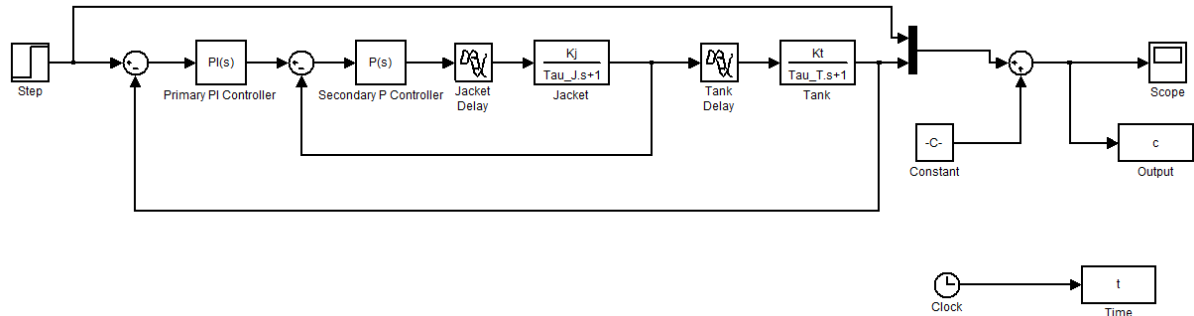 Step
PI(s)
Primary PI Controller
P(s)
Secondary P Controller
Jacket
Delay
Kj
Tau_J.s+1
Jacket
Tank
Delay
Kt
Tau_T.s+1
Tank
-C-
Constant
Scope
c
Output
Clock
t
Time